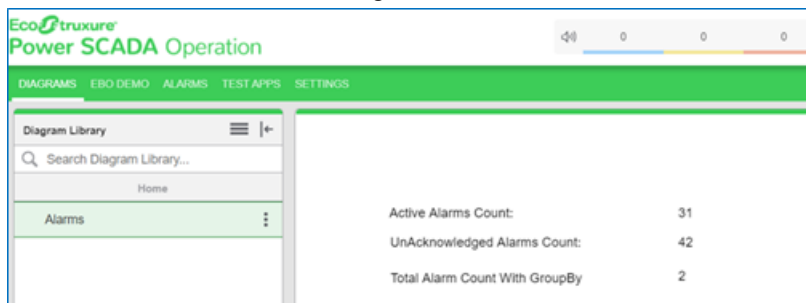 EcoStruxure
Power SCADA Operation
0 0 0
DIAGRAMS EBO DEMO ALARMS TEST APPS SETTINGS
Diagram Library
Search Diagram Library...
Home
Alarms
Active Alarms Count: 31
UnAcknowledged Alarms Count: 42
Total Alarm Count With GroupBy 2